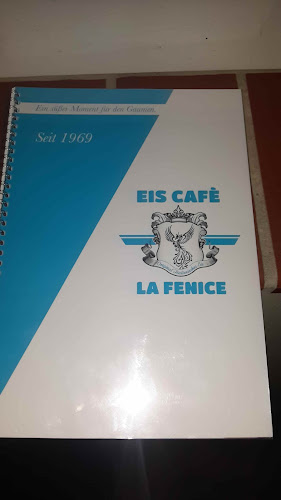 Ein süßer Moment für den Gaumen.
Seit 1969
EIS CAFÈ
LA FENICE